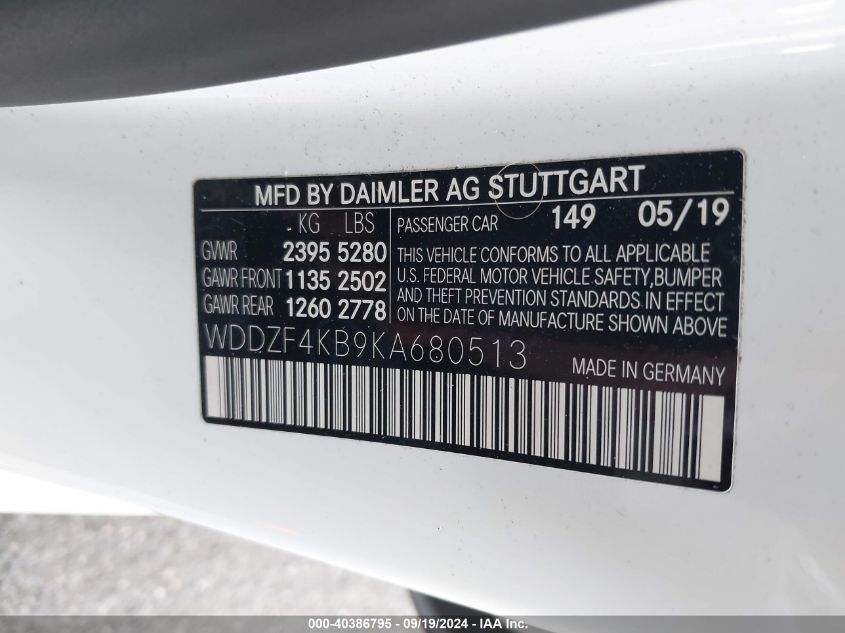 MFD BY DAIMLER AG STUTTGART
KG LBS
GVWR 2395 5280
GAWR FRONT 1135 2502
GAWR REAR 1260 2778
PASSENGER CAR 149 05/19
THIS VEHICLE CONFORMS TO ALL APPLICABLE
U.S. FEDERAL MOTOR VEHICLE SAFETY,BUMPER
AND THEFT PREVENTION STANDARDS IN EFFECT
ON THE DATE OF MANUFACTURE SHOWN ABOVE
WDDZF4KB9KA680513
MADE IN GERMANY
000-40386795 - 09/19/2024 - IAA Inc.